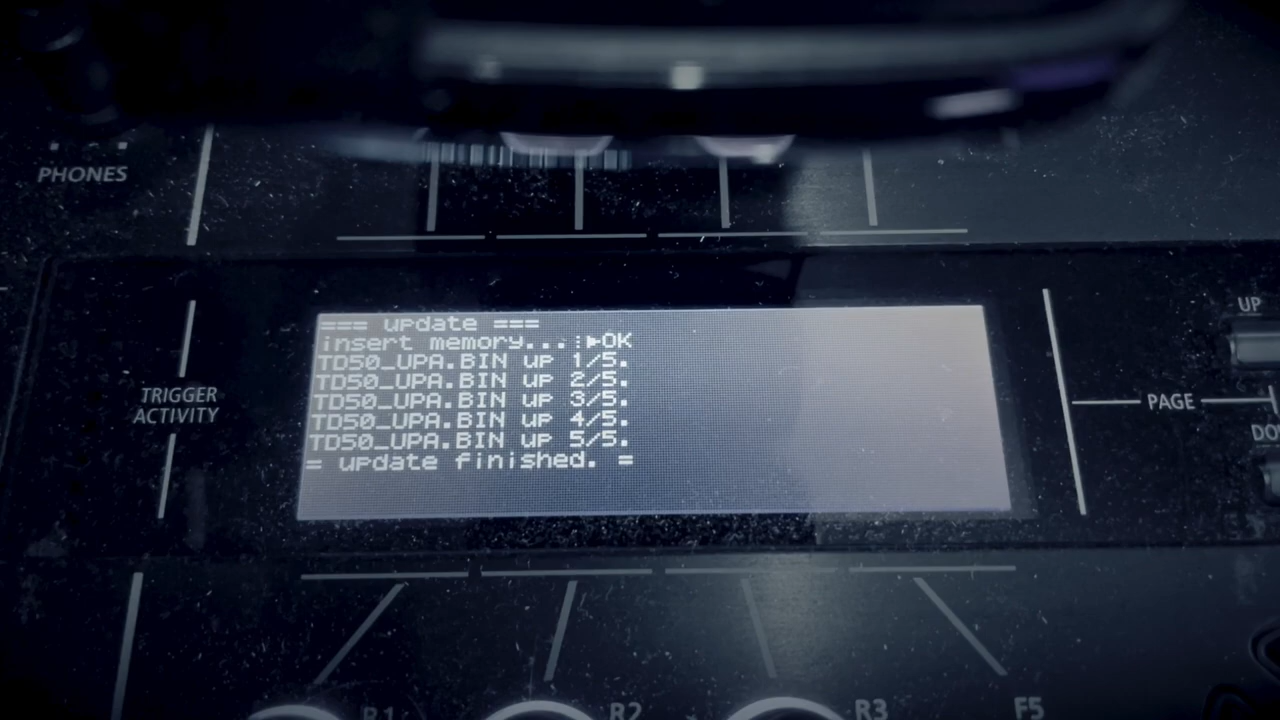 PHONES
UP
=== update ===
insert memory...:▶OK
TD50_UPA.BIN up 1/5.
TD50_UPA.BIN up 2/5.
TD50_UPA.BIN up 3/5.
TD50_UPA.BIN up 4/5.
TD50_UPA.BIN up 5/5.
= update finished. =
TRIGGER
ACTIVITY
PAGE
R1
R2
R3
F5